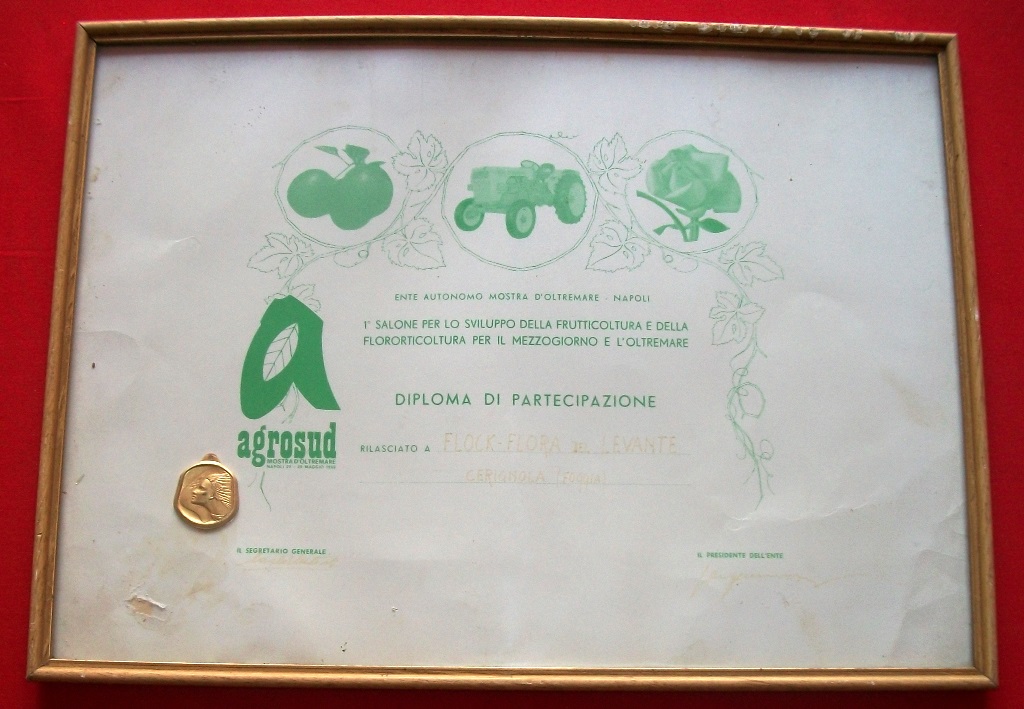 ENTE AUTONOMO MOSTRA D'OLTREMARE - NAPOLI
1° SALONE PER LO SVILUPPO DELLA FRUTTICOLTURA E DELLA
FLORORTICOLTURA PER IL MEZZOGIORNO E L'OLTREMARE
DIPLOMA DI PARTECIPAZIONE
a
agrosud
MOSTRA D'OLTREMARE
NAPOLI
MAGGIO
RILASCIATO A FLOCK-FLORA DEL LEVANTE
CERIGNOLA (FOGGIA)
IL SEGRETARIO GENERALE
IL PRESIDENTE DELL'ENTE